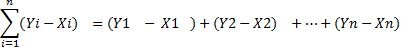 n
∑(Yi − Xi) = (Y1 − X1) + (Y2 − X2) + ⋯ + (Yn − Xn)
i=1